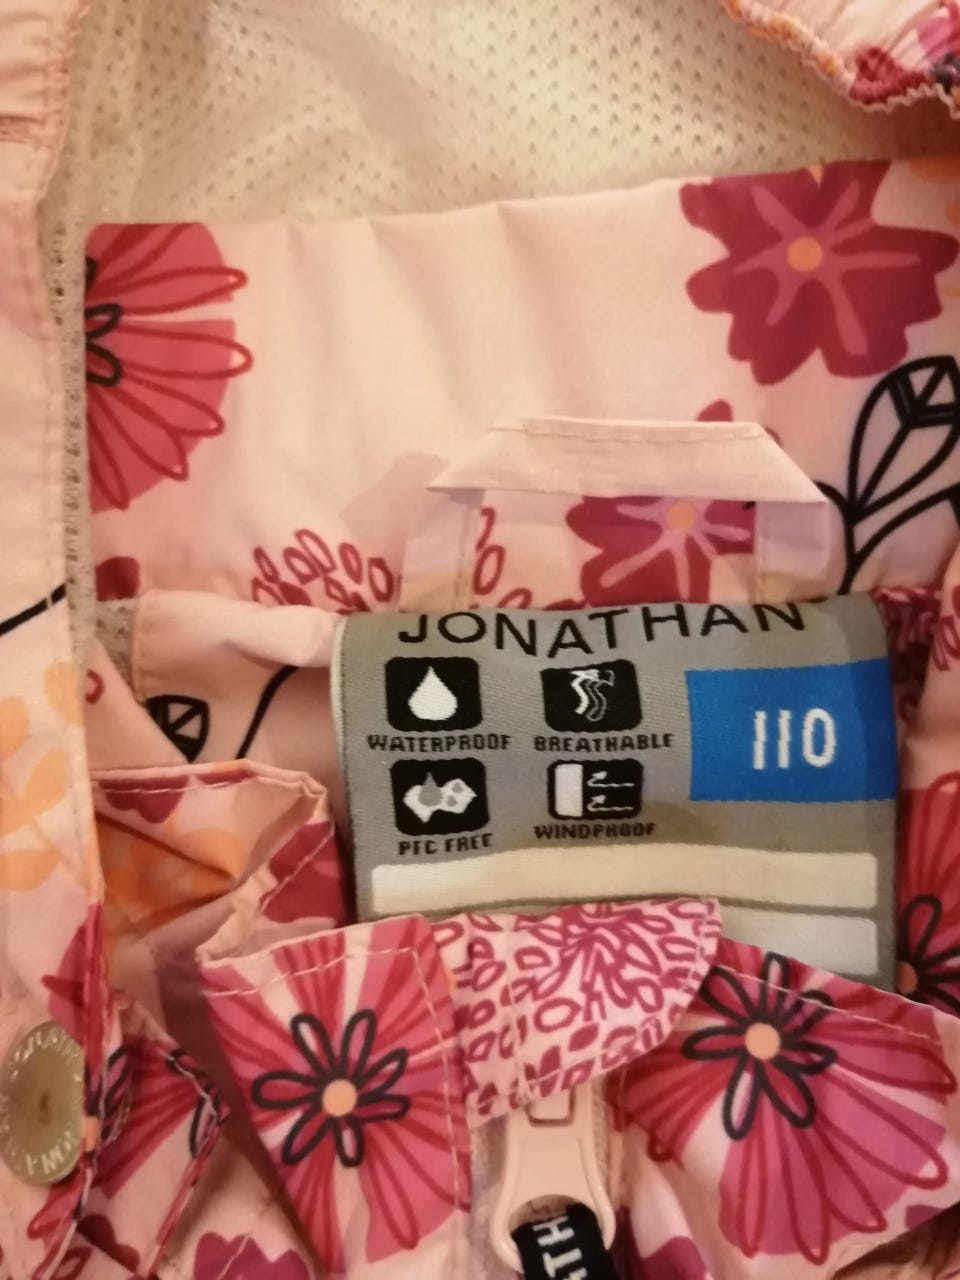 JONATHAN
WATERPROOF
BREATHABLE
110
PFC FREE
WINDPROOF